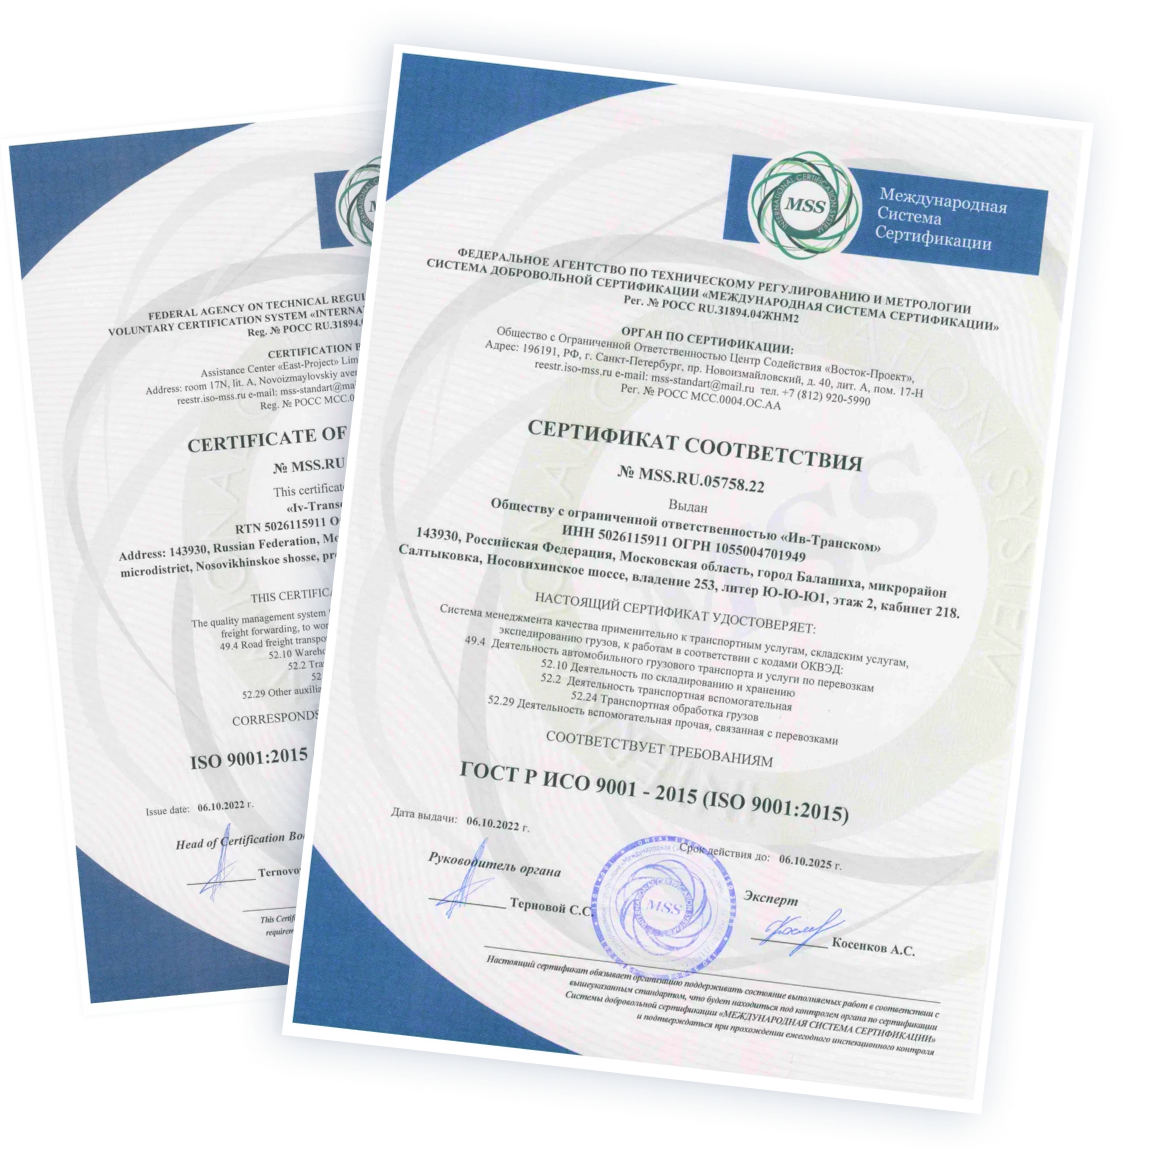 FEDERAL AGENCY ON TECHNICAL REGUL
VOLUNTARY CERTIFICATION SYSTEM «INTERNA
Reg. № РОСС RU.31894.
CERTIFICATION
Assistance Center «East-Project» Lim
Address: room 17N, lit. A, Novoizmaylovskiy aven
reestr.iso-mss.ru e-mail: mss-standart@ma
Reg. № РОСС МСС.0
CERTIFICATE OF
№ MSS.RU
This certificate
«Iv-Trans
RTN 5026115911 O
Address: 143930, Russian Federation, Mo
microdistrict, Nosovikhinskoe shosse, pr
THIS CERTIFICA
The quality management system
freight forwarding, to wor
49.4 Road freight transpo
52.10 Wareho
52.2 Tra
52
52.29 Other auxilia
CORRESPONDS
ISO 9001:2015
Issue date: 06.10.2022 г.
Head of Certification Bo
Ternovo
This Certif
requirem
INTERNATIONAL CERTIFICATION SYSTEM
MSS
Международная
Система
Сертификации
ФЕДЕРАЛЬНОЕ АГЕНТСТВО ПО ТЕХНИЧЕСКОМУ РЕГУЛИРОВАНИЮ И МЕТРОЛОГИИ
СИСТЕМА ДОБРОВОЛЬНОЙ СЕРТИФИКАЦИИ «МЕЖДУНАРОДНАЯ СИСТЕМА СЕРТИФИКАЦИИ»
Рег. № РОСС RU.31894.04ЖНМ2
ОРГАН ПО СЕРТИФИКАЦИИ:
Общество с Ограниченной Ответственностью Центр Содействия «Восток-Проект»,
Адрес: 196191, РФ, г. Санкт-Петербург, пр. Новоизмайловский, д. 40, лит. А, пом. 17-Н
reestr.iso-mss.ru e-mail: mss-standart@mail.ru тел. +7 (812) 920-5990
Рег. № РОСС МСС.0004.ОС.АА
СЕРТИФИКАТ СООТВЕТСТВИЯ
№ MSS.RU.05758.22
Выдан
Обществу с ограниченной ответственностью «Ив-Транском»
ИНН 5026115911 ОГРН 1055004701949
143930, Российская Федерация, Московская область, город Балашиха, микрорайон
Салтыковка, Носовихинское шоссе, владение 253, литер Ю-Ю-Ю1, этаж 2, кабинет 218.
НАСТОЯЩИЙ СЕРТИФИКАТ УДОСТОВЕРЯЕТ:
Система менеджмента качества применительно к транспортным услугам, складским услугам,
экспедированию грузов, к работам в соответствии с кодами ОКВЭД:
49.4 Деятельность автомобильного грузового транспорта и услуги по перевозкам
52.10 Деятельность по складированию и хранению
52.2 Деятельность транспортная вспомогательная
52.24 Транспортная обработка грузов
52.29 Деятельность вспомогательная прочая, связанная с перевозками
СООТВЕТСТВУЕТ ТРЕБОВАНИЯМ
ГОСТ Р ИСО 9001 - 2015 (ISO 9001:2015)
Дата выдачи: 06.10.2022 г.
Срок действия до: 06.10.2025 г.
Руководитель органа
Терновой С.С.
MSS
Эксперт
Косенков А.С.
Настоящий сертификат обязывает организацию поддерживать состояние выполняемых работ в соответствии с
вышеуказанным стандартом, что будет находиться под контролем органа по сертификации
Системы добровольной сертификации «МЕЖДУНАРОДНАЯ СИСТЕМА СЕРТИФИКАЦИИ»
и подтверждаться при прохождении ежегодного инспекционного контроля